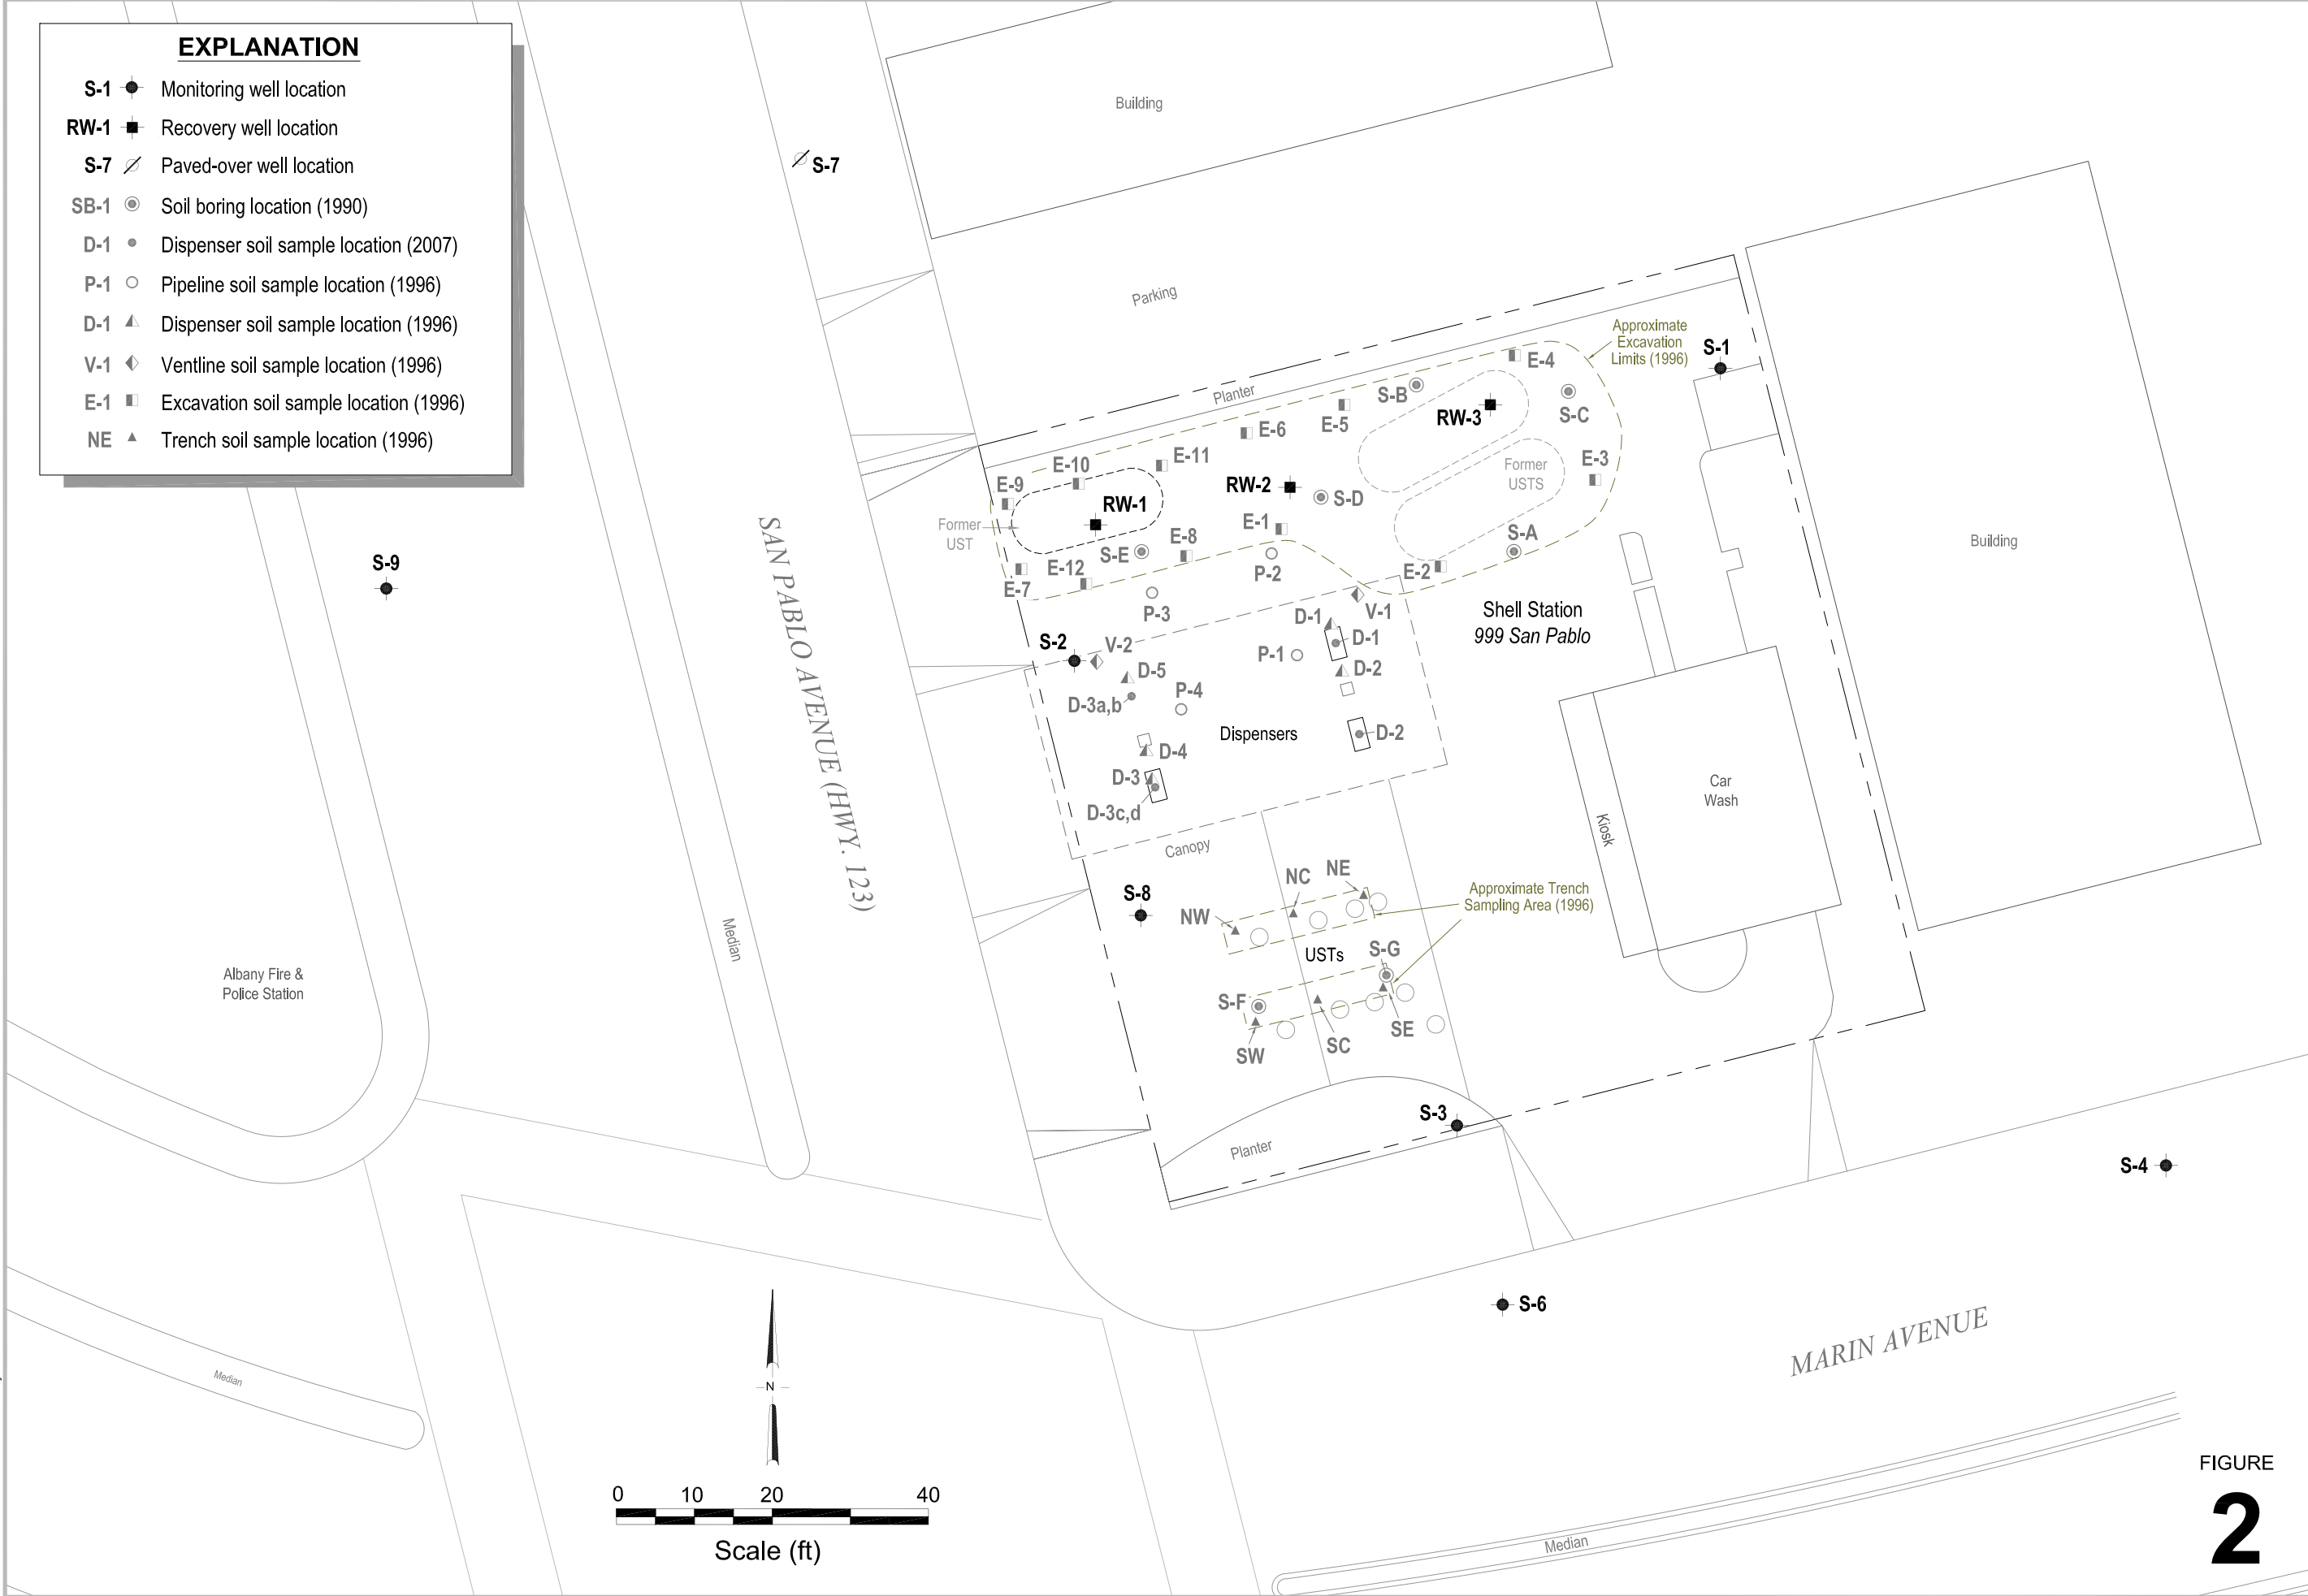 EXPLANATION
S-1 Monitoring well location
RW-1 Recovery well location
S-7 Paved-over well location
SB-1 Soil boring location (1990)
D-1 Dispenser soil sample location (2007)
P-1 Pipeline soil sample location (1996)
D-1 Dispenser soil sample location (1996)
V-1 Ventline soil sample location (1996)
E-1 Excavation soil sample location (1996)
NE Trench soil sample location (1996)
Building
S-7
Parking
Approximate
Excavation
Limits (1996)
S-1
E-4
Planter
S-B
S-C
RW-3
E-5
E-6
E-11
E-10
E-9
E-3
Former
USTS
RW-2
S-D
RW-1
E-1
Former
UST
E-8
S-E
S-A
Building
E-12
E-7
P-2
E-2
S-9
P-3
V-1
D-1
D-1
Shell Station
999 San Pablo
S-2
V-2
P-1
D-2
D-5
D-3a,b
P-4
Dispensers
D-2
D-4
D-3
D-3c,d
Car
Wash
Kiosk
SAN PABLO AVENUE (HWY. 123)
Canopy
NC
NE
Approximate Trench
Sampling Area (1996)
S-8
NW
Median
USTs
S-G
Albany Fire &
Police Station
S-F
SE
SC
SW
S-3
Planter
S-4
S-6
MARIN AVENUE
Median
N
0 10 20 40
Scale (ft)
Median
FIGURE
2